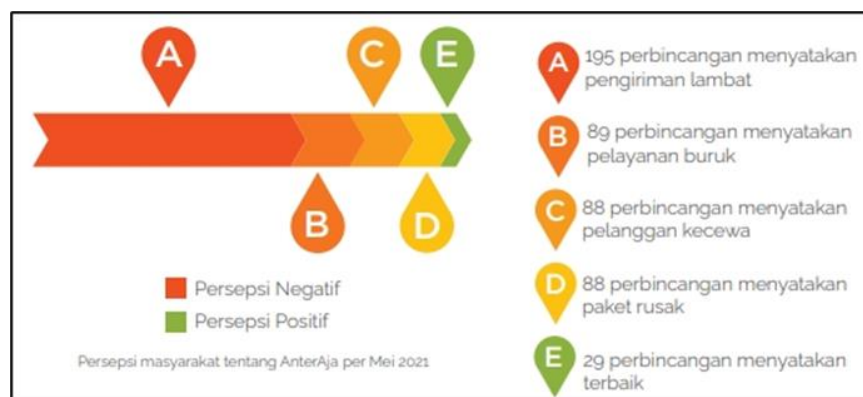 A
C
E
B
D
Persepsi Negatif
Persepsi Positif
Persepsi masyarakat tentang AnterAja per Mei 2021
A
195 perbincangan menyatakan
pengiriman lambat
B
89 perbincangan menyatakan
pelayanan buruk
C
88 perbincangan menyatakan
pelanggan kecewa
D
88 perbincangan menyatakan
paket rusak
E
29 perbincangan menyatakan
terbaik